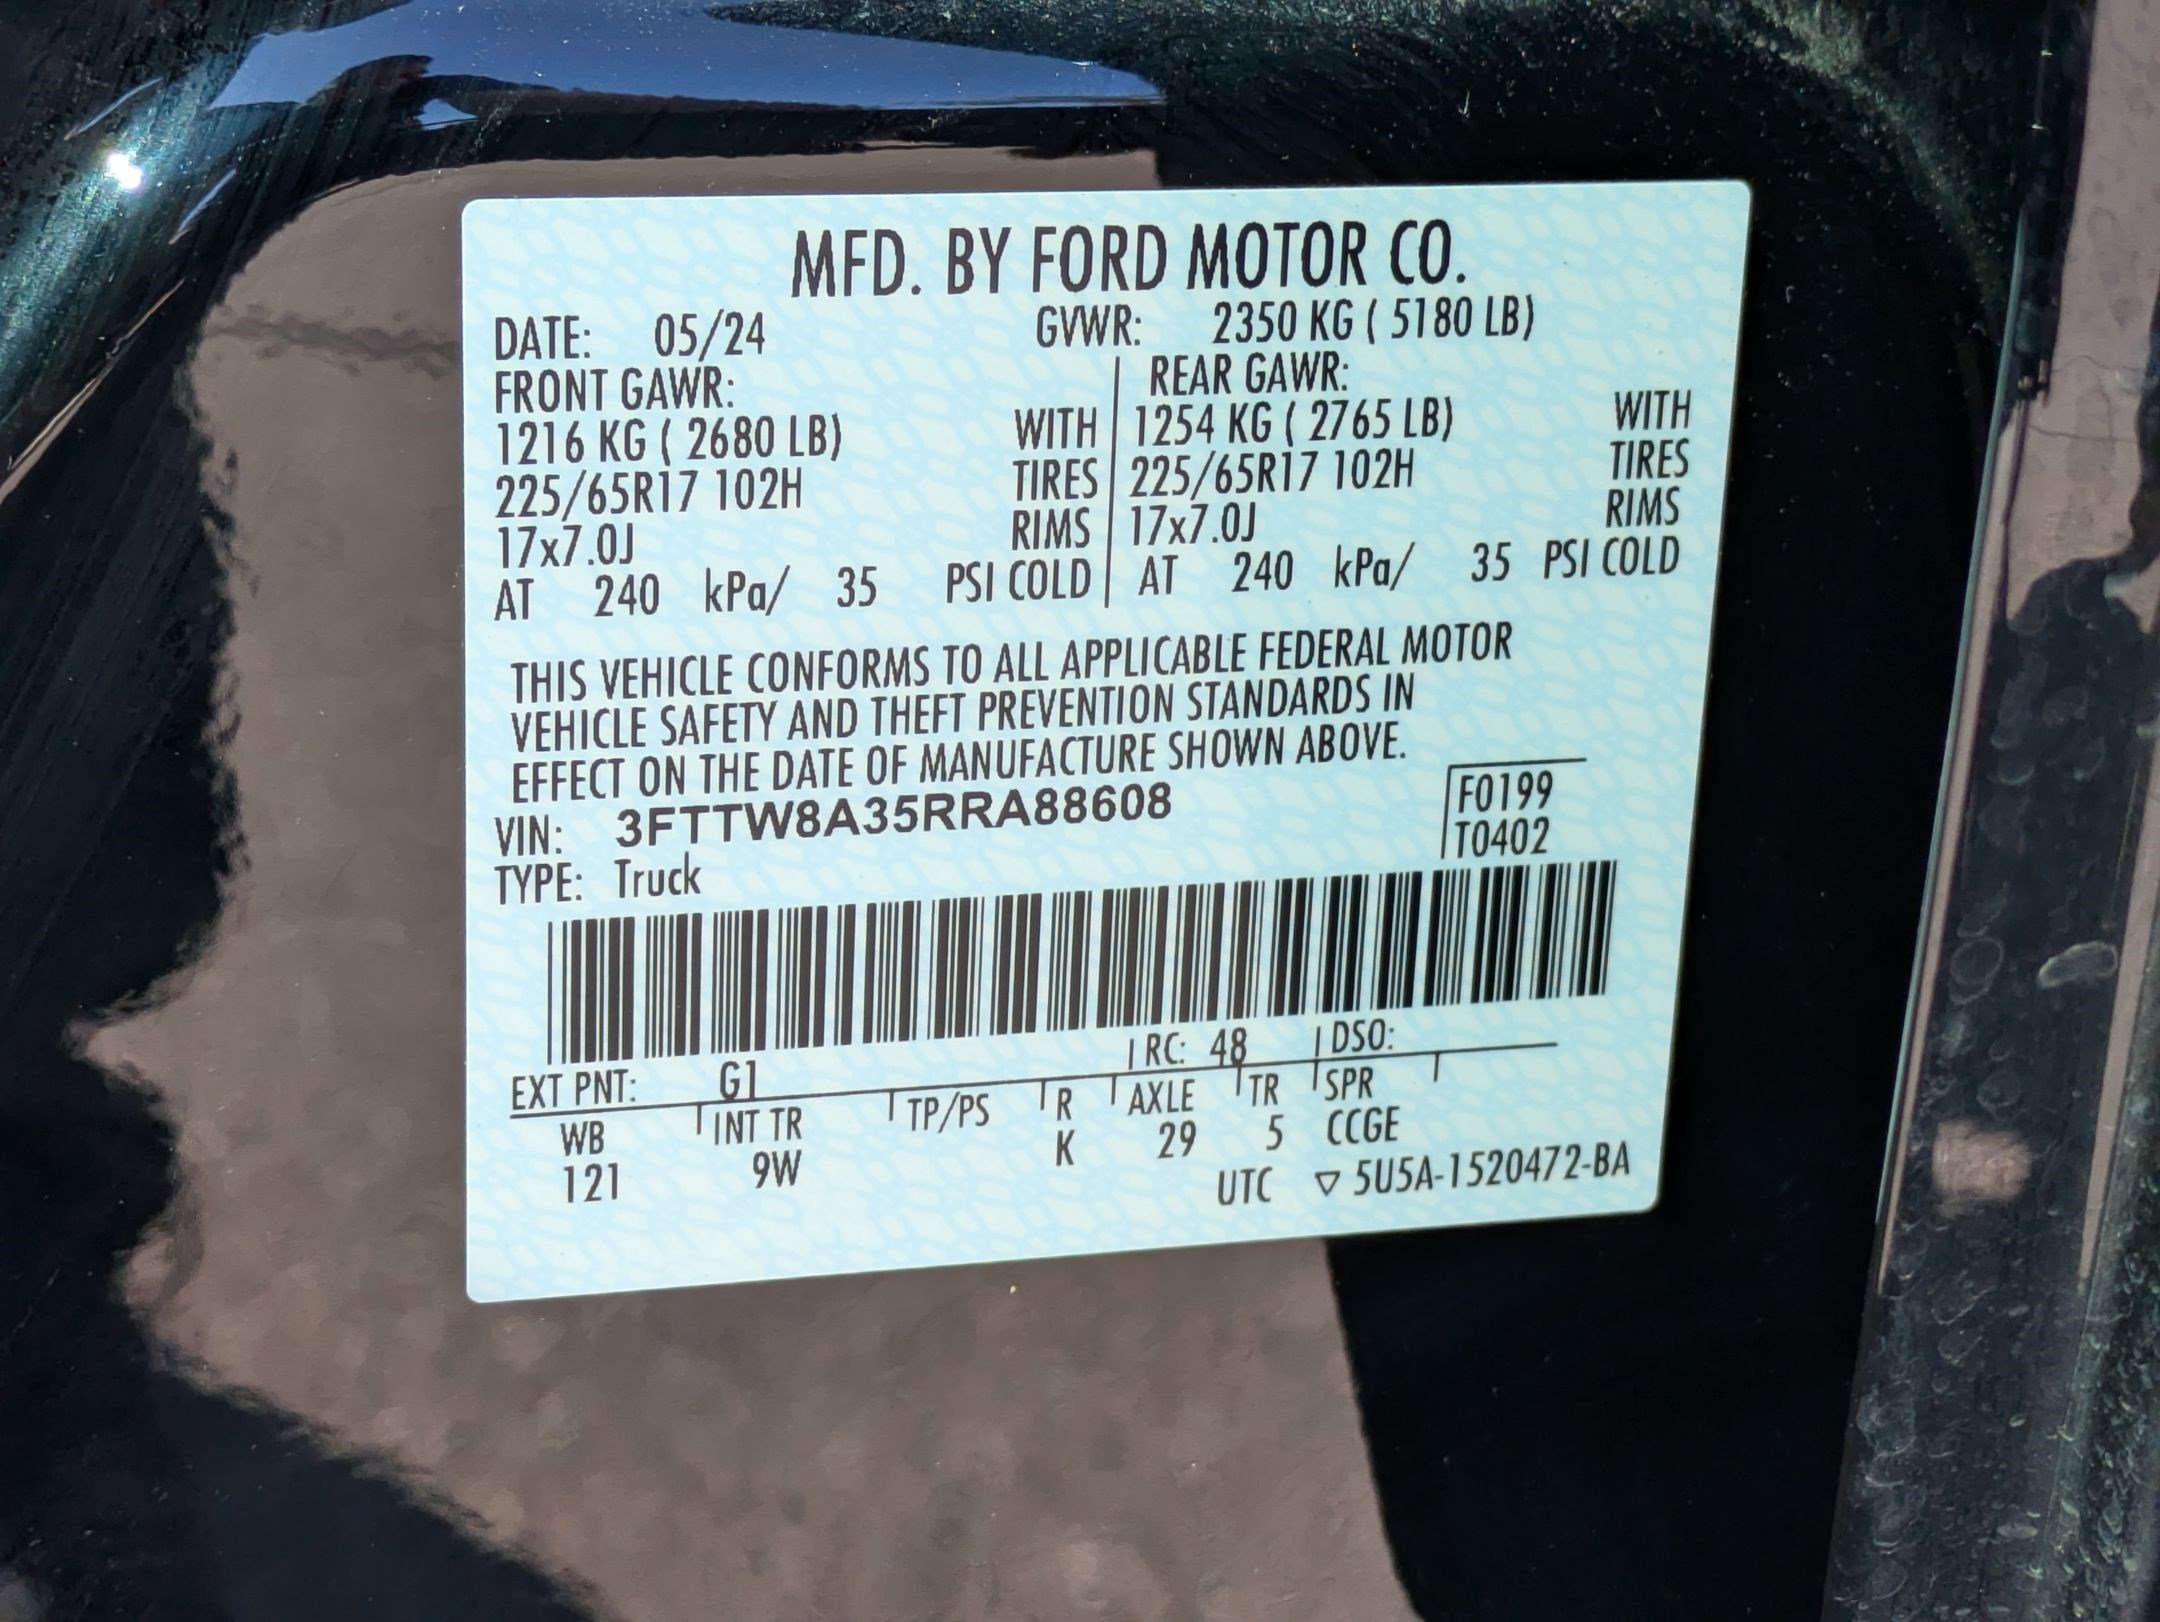 MFD. BY FORD MOTOR CO.
DATE: 05/24 GVWR: 2350 KG ( 5180 LB)
FRONT GAWR: REAR GAWR:
1216 KG ( 2680 LB) WITH 1254 KG ( 2765 LB) WITH
225/65R17 102H TIRES 225/65R17 102H TIRES
17x7.0J RIMS 17x7.0J RIMS
AT 240 kPa/ 35 PSI COLD AT 240 kPa/ 35 PSI COLD
THIS VEHICLE CONFORMS TO ALL APPLICABLE FEDERAL MOTOR
VEHICLE SAFETY AND THEFT PREVENTION STANDARDS IN
EFFECT ON THE DATE OF MANUFACTURE SHOWN ABOVE.
VIN: 3FTTW8A35RRA88608 F0199
TYPE: Truck T0402
EXT PNT: G1 RC: 48 DSO:
WB INT TR TP/PS R AXLE TR SPR
121 9W K 29 5 CCGE
UTC ▽ 5U5A-1520472-BA